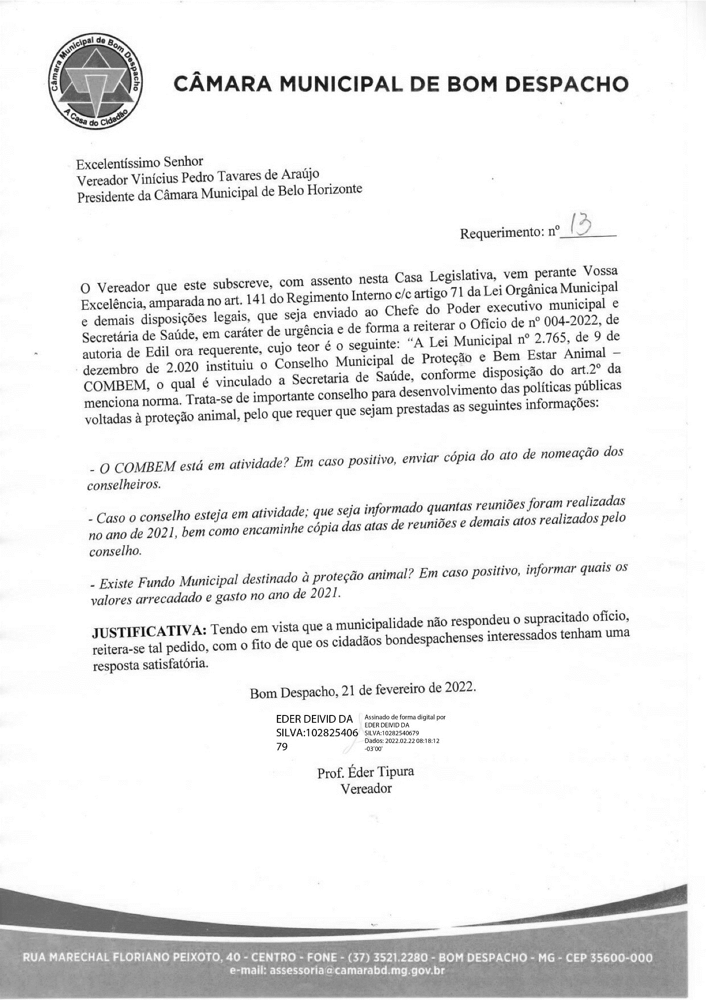 Câmara Municipal de Bom Despacho
A Casa do Cidadão
CÂMARA MUNICIPAL DE BOM DESPACHO
Excelentíssimo Senhor
Vereador Vinícius Pedro Tavares de Araújo
Presidente da Câmara Municipal de Belo Horizonte
Requerimento: nº 13
O Vereador que este subscreve, com assento nesta Casa Legislativa, vem perante Vossa
Excelência, amparada no art. 141 do Regimento Interno c/c artigo 71 da Lei Orgânica Municipal
e demais disposições legais, que seja enviado ao Chefe do Poder executivo municipal e
Secretária de Saúde, em caráter de urgência e de forma a reiterar o Ofício de nº 004-2022, de
autoria de Edil ora requerente, cujo teor é o seguinte: “A Lei Municipal nº 2.765, de 9 de
dezembro de 2.020 instituiu o Conselho Municipal de Proteção e Bem Estar Animal –
COMBEM, o qual é vinculado a Secretaria de Saúde, conforme disposição do art.2º da
menciona norma. Trata-se de importante conselho para desenvolvimento das políticas públicas
voltadas à proteção animal, pelo que requer que sejam prestadas as seguintes informações:
- O COMBEM está em atividade? Em caso positivo, enviar cópia do ato de nomeação dos
conselheiros.
- Caso o conselho esteja em atividade; que seja informado quantas reuniões foram realizadas
no ano de 2021, bem como encaminhe cópia das atas de reuniões e demais atos realizados pelo
conselho.
- Existe Fundo Municipal destinado à proteção animal? Em caso positivo, informar quais os
valores arrecadado e gasto no ano de 2021.
JUSTIFICATIVA: Tendo em vista que a municipalidade não respondeu o supracitado ofício,
reitera-se tal pedido, com o fito de que os cidadãos bondespachenses interessados tenham uma
resposta satisfatória.
Bom Despacho, 21 de fevereiro de 2022.
EDER DEIVID DA
SILVA:102825406
79
Assinado de forma digital por
EDER DEIVID DA
SILVA:10282540679
Dados: 2022.02.22 08:18:12
-03'00'
Prof. Éder Tipura
Vereador
RUA MARECHAL FLORIANO PEIXOTO, 40 - CENTRO - FONE - (37) 3521.2280 - BOM DESPACHO - MG - CEP 35600-000
e-mail: assessoria@camarabd.mg.gov.br